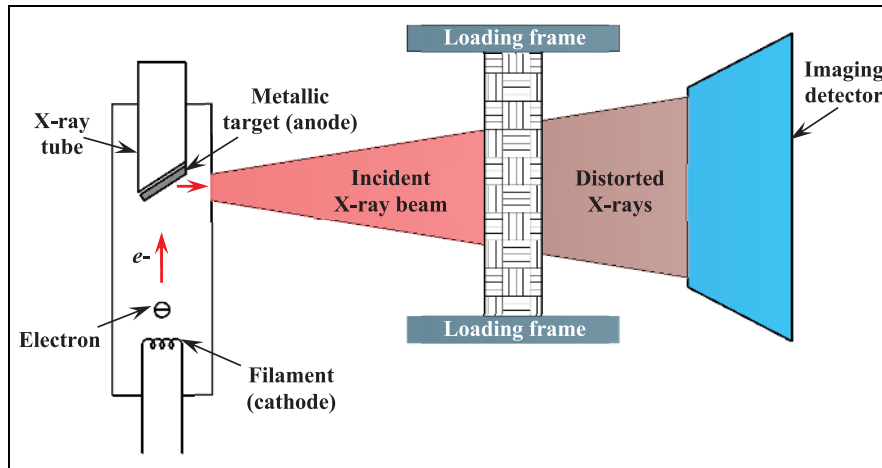 Loading frame
Metallic
target (anode)
X-ray
tube
Imaging
detector
Incident
X-ray beam
Distorted
X-rays
e-
Electron
Loading frame
Filament
(cathode)